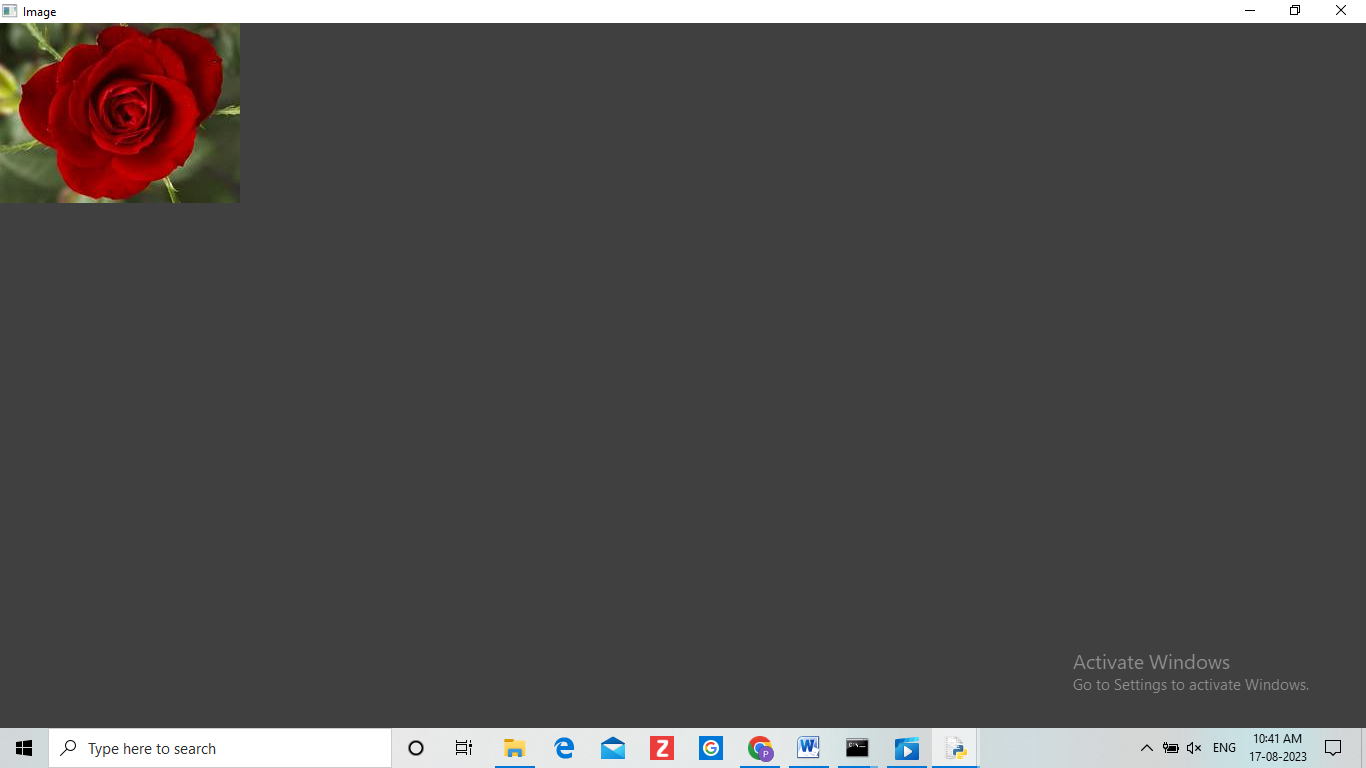 Image
Activate Windows
Go to Settings to activate Windows.
Type here to search
ENG
10:41 AM
17-08-2023